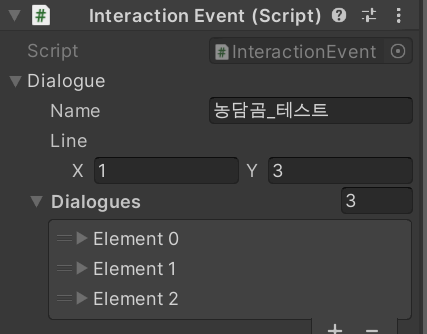 Interaction Event (Script)
Script InteractionEvent
Dialogue
Name 농담곰_테스트
Line
X 1 Y 3
Dialogues 3
Element 0
Element 1
Element 2